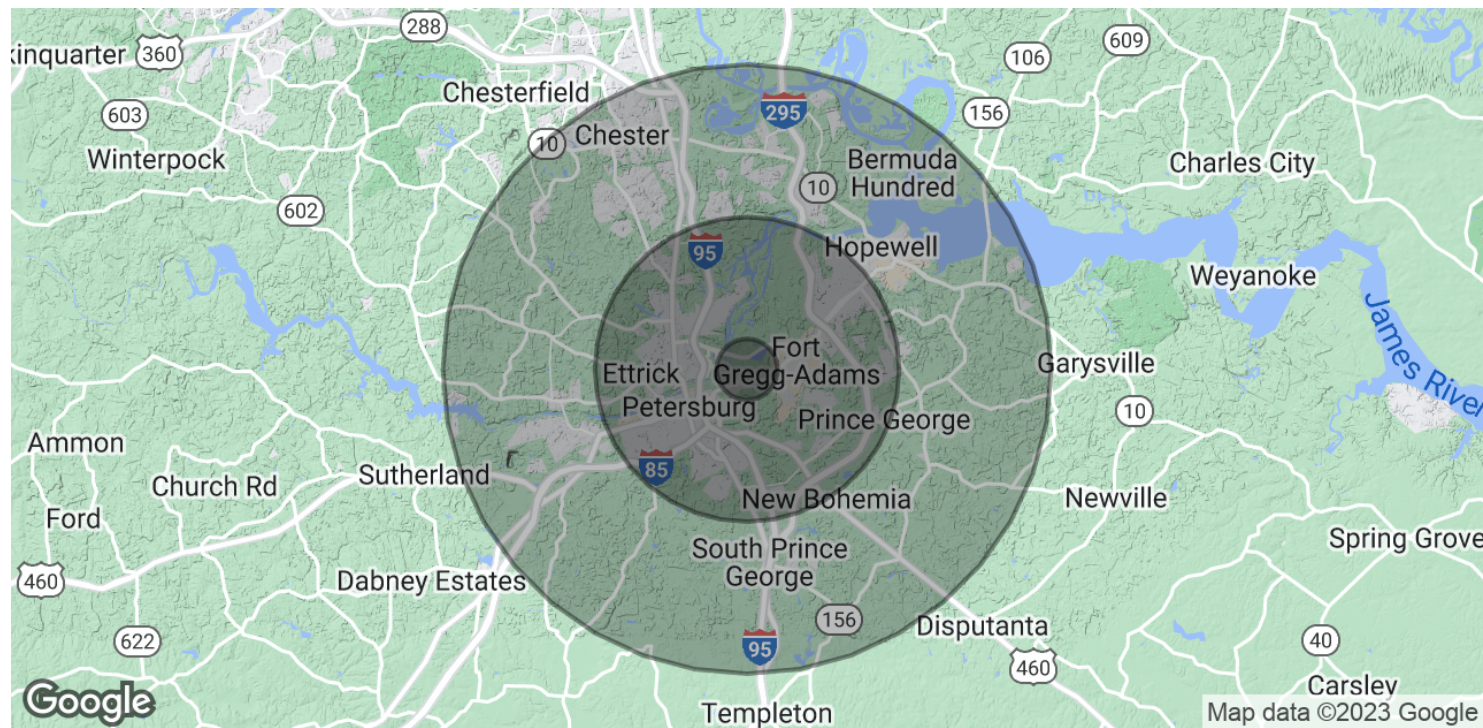 288
609
kinquarter
360
106
Chesterfield
156
603
295
Chester
10
Winterpock
Bermuda
Hundred
Charles City
10
602
95
Hopewell
Weyanoke
James River
Fort
Gregg-Adams
Ettrick
Garysville
Petersburg
Prince George
10
Ammon
Sutherland
85
Church Rd
New Bohemia
Newville
Ford
South Prince
George
Spring Grove
460
Dabney Estates
156
Disputanta
622
95
40
460
Carsley
Google
Templeton
Map data ©2023 Google